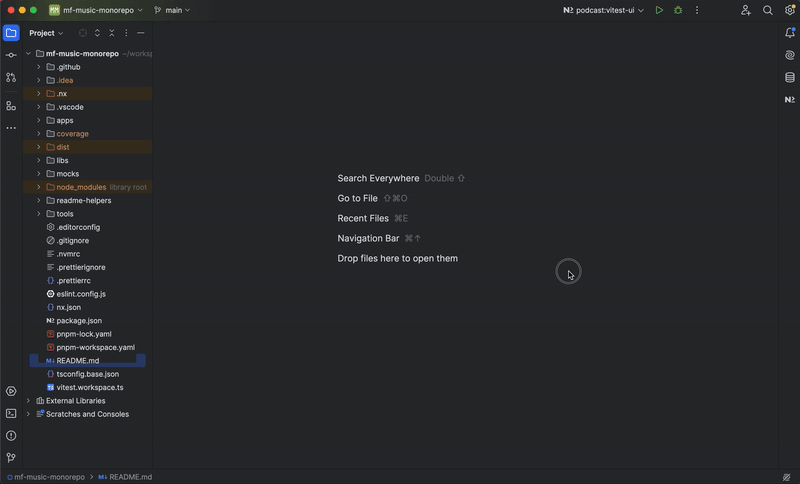 MM mf-music-monorepo main podcast:vitest-ui
Project
mf-music-monorepo ~/worksp
.github
.idea
.nx
.vscode
apps
coverage
dist
libs
mocks
node_modules library root
readme-helpers
tools
.editorconfig
.gitignore
.nvmrc
.prettierignore
.prettierrc
eslint.config.js
nx.json
package.json
pnpm-lock.yaml
pnpm-workspace.yaml
README.md
tsconfig.base.json
vitest.workspace.ts
External Libraries
Scratches and Consoles
Search Everywhere Double ⇧
Go to File ⇧⌘O
Recent Files ⌘E
Navigation Bar ⌘↑
Drop files here to open them
mf-music-monorepo > README.md